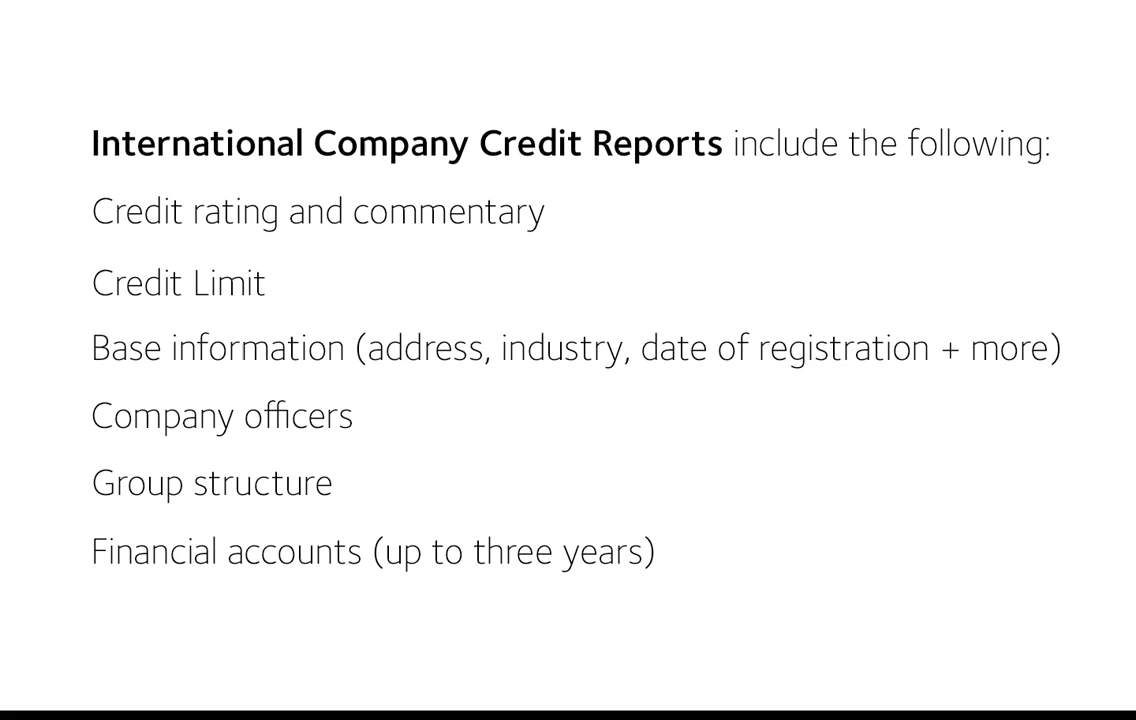 International Company Credit Reports include the following:
Credit rating and commentary
Credit Limit
Base information (address, industry, date of registration + more)
Company officers
Group structure
Financial accounts (up to three years)